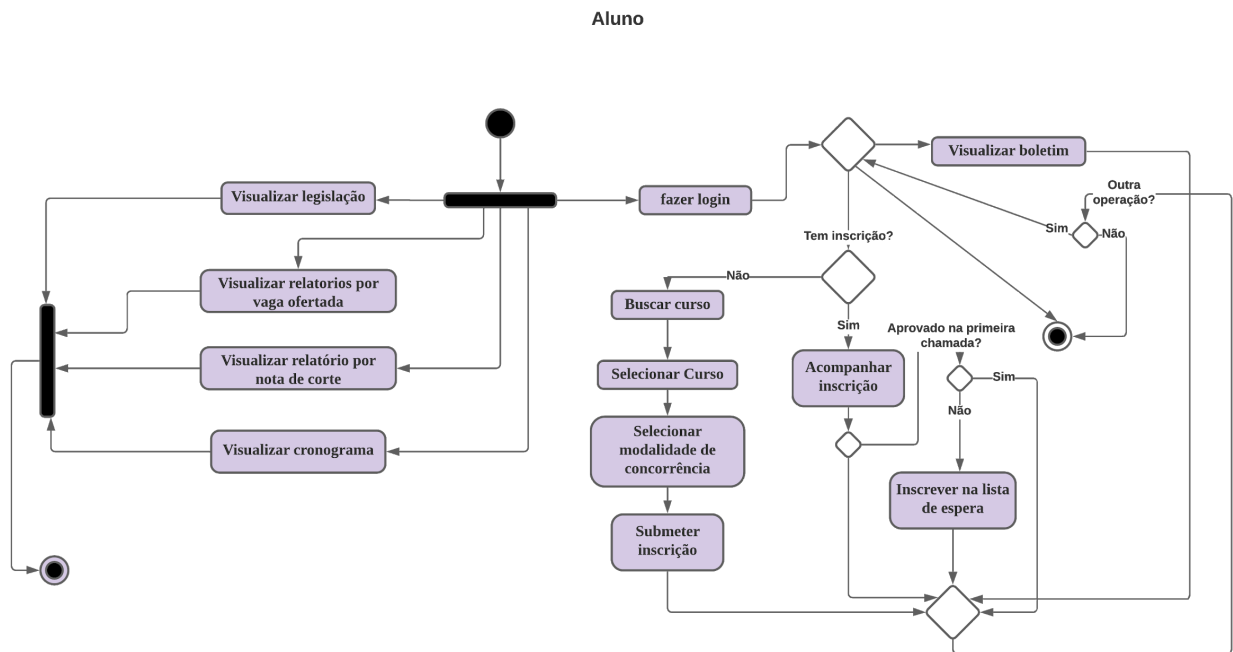 Aluno
Visualizar boletim
Visualizar legislação
fazer login
Outra
operação?
Sim
Não
Tem inscrição?
Visualizar relatorios por
vaga ofertada
Não
Buscar curso
Sim
Aprovado na primeira
chamada?
Visualizar relatório por
nota de corte
Selecionar Curso
Acompanhar
inscrição
Sim
Não
Visualizar cronograma
Selecionar
modalidade de
concorrência
Inscrever na lista
de espera
Submeter
inscrição